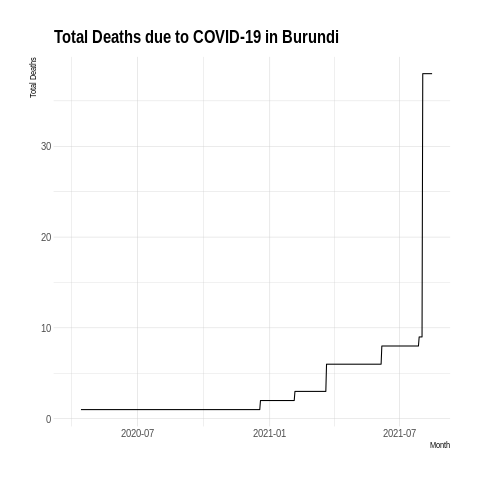 Total Deaths due to COVID-19 in Burundi
Total Deaths
30
20
10
0
2020-07
2021-01
2021-07
Month